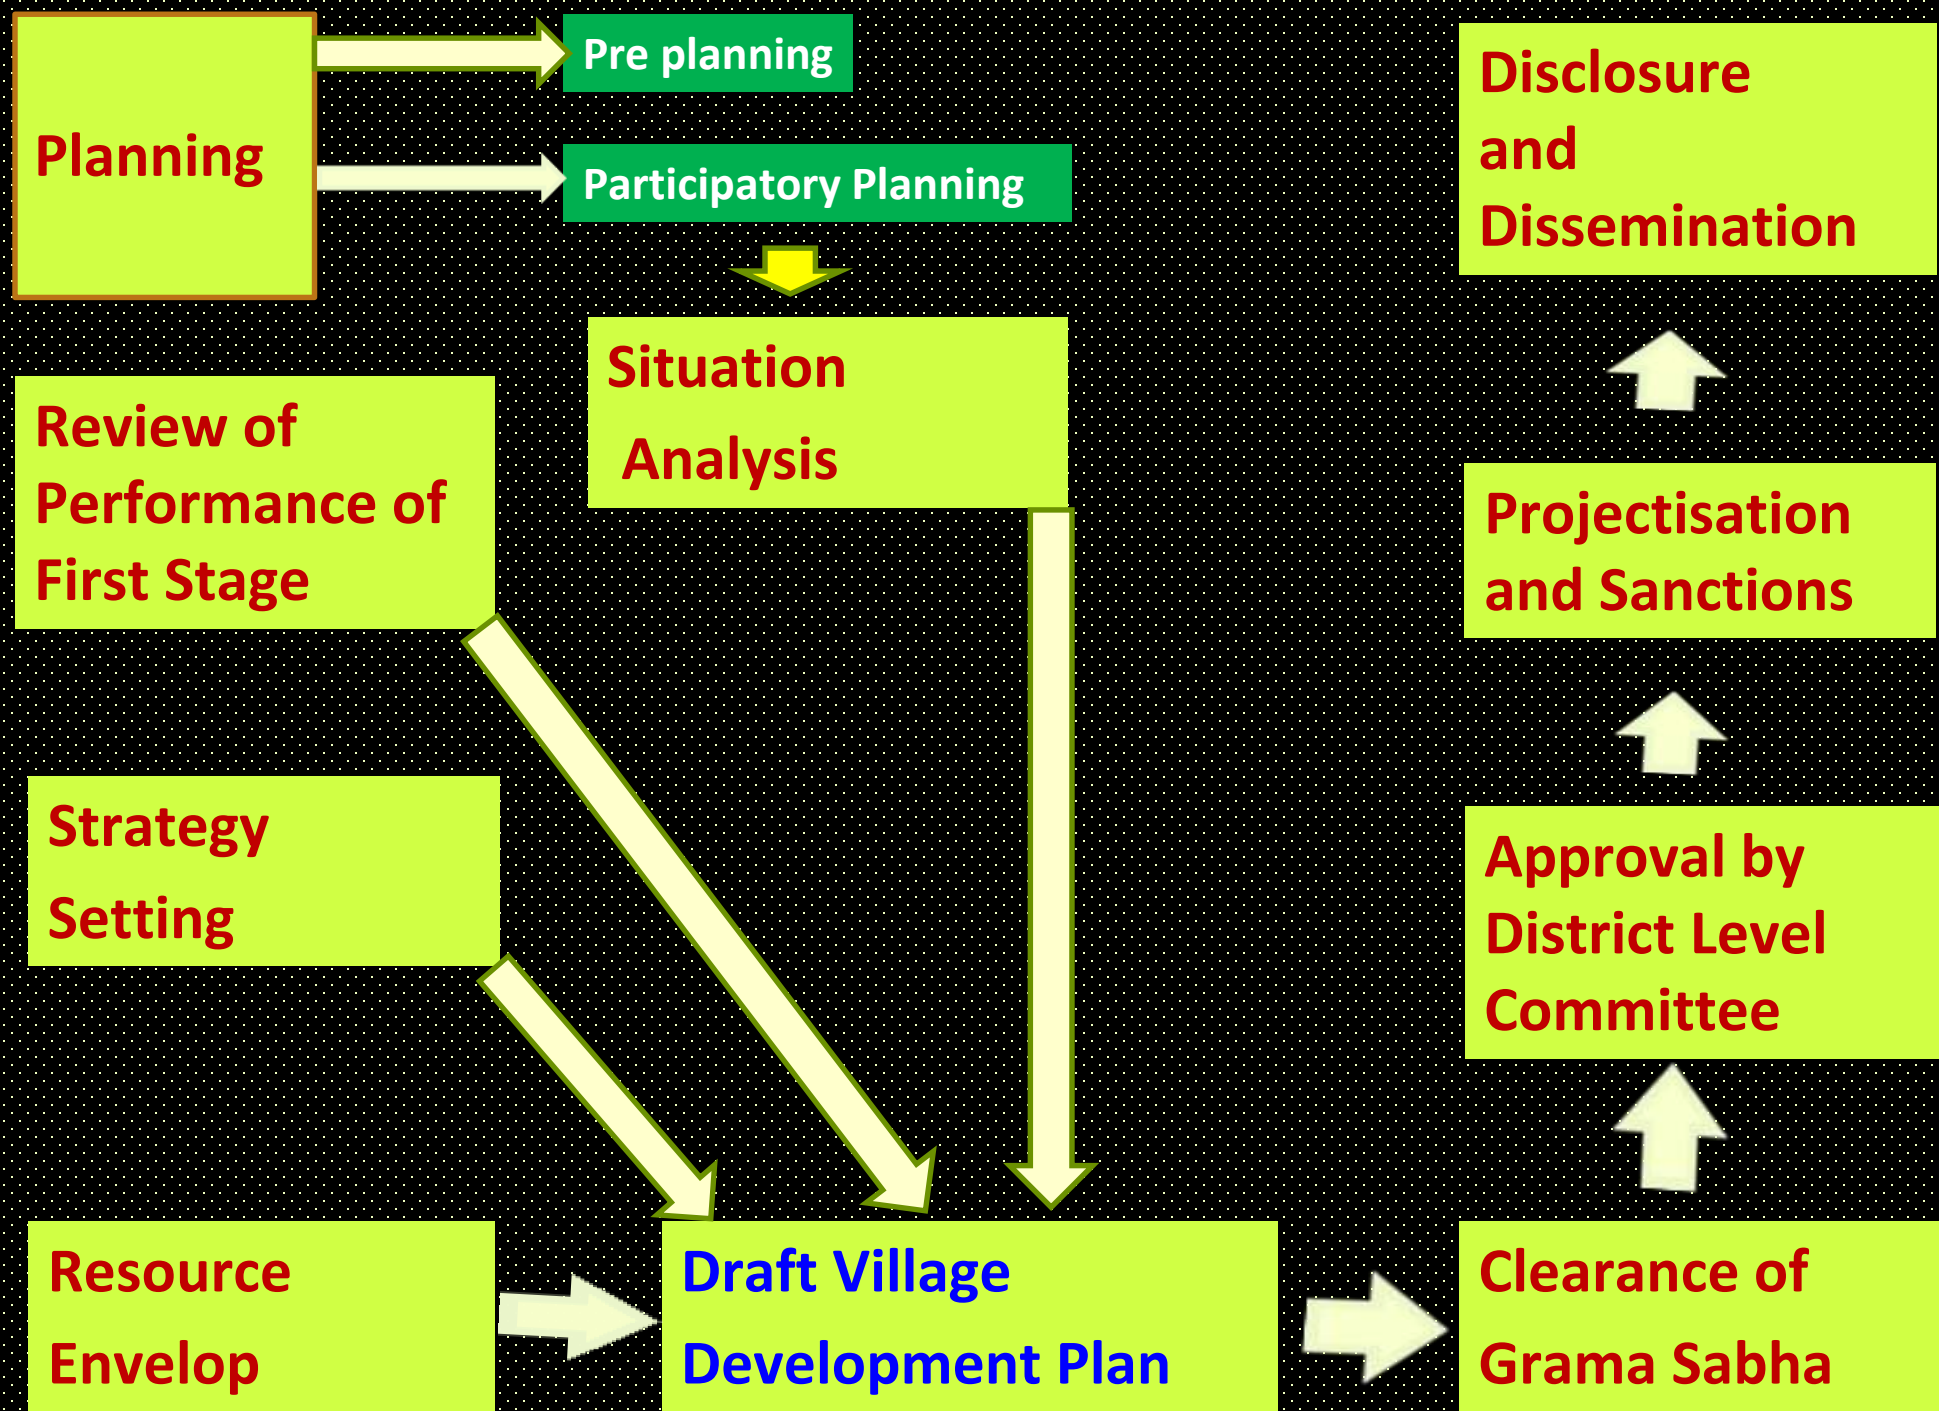 Planning
Pre planning
Participatory Planning
Situation
Analysis
Review of
Performance of
First Stage
Strategy
Setting
Resource
Envelop
Draft Village
Development Plan
Clearance of
Grama Sabha
Approval by
District Level
Committee
Projectisation
and Sanctions
Disclosure
and
Dissemination